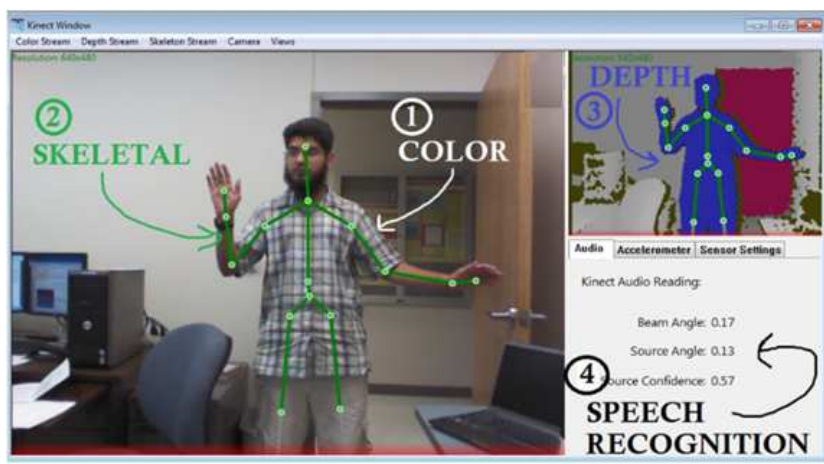 Kinect Window
Color Stream Depth Stream Skeleton Stream Camera Views
Resolution: 640x480
2
SKELETAL
1
COLOR
DEPTH
3
Audio Accelerometer Sensor Settings
Kinect Audio Reading:
Beam Angle: 0.17
Source Angle: 0.13
4
Source Confidence: 0.57
SPEECH
RECOGNITION